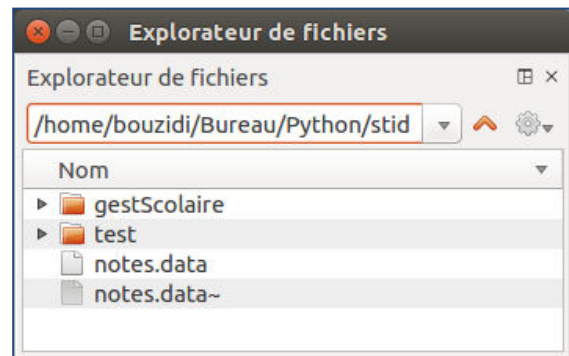 Explorateur de fichiers
Explorateur de fichiers
/home/bouzidi/Bureau/Python/stid
Nom
gestScolaire
test
notes.data
notes.data~